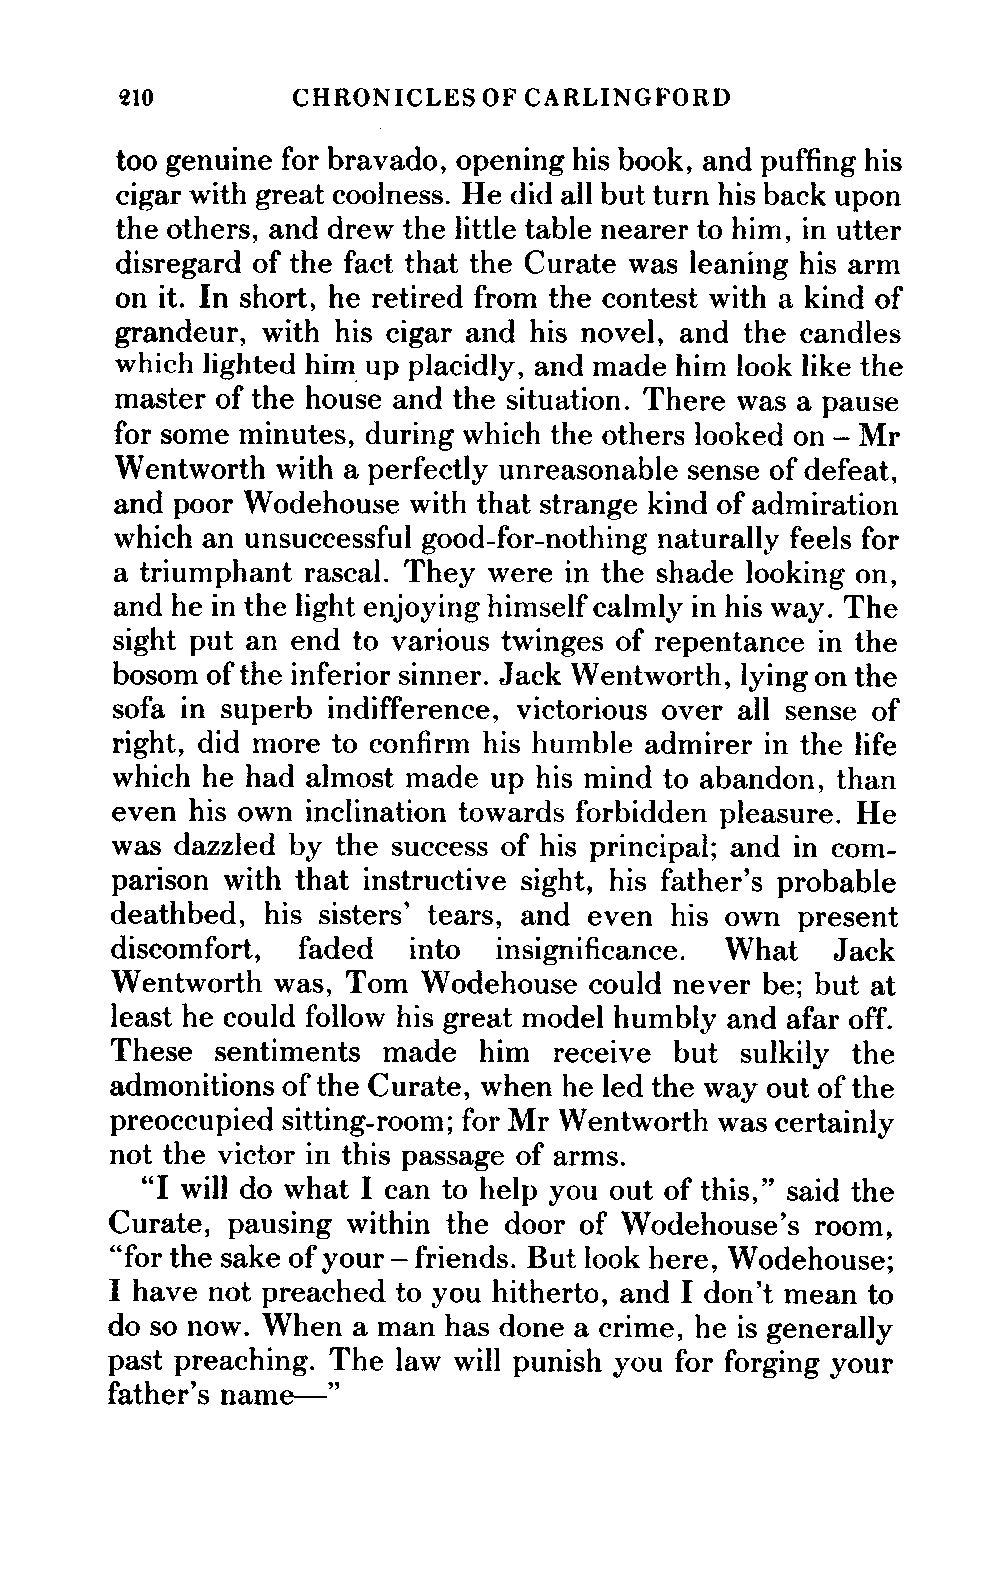 210 CHRONICLES OF CARLINGFORD
too genuine for bravado, opening his book, and puffing his
cigar with great coolness. He did all but turn his back upon
the others, and drew the little table nearer to him, in utter
disregard of the fact that the Curate was leaning his arm
on it. In short, he retired from the contest with a kind of
grandeur, with his cigar and his novel, and the candles
which lighted him up placidly, and made him look like the
master of the house and the situation. There was a pause
for some minutes, during which the others looked on – Mr
Wentworth with a perfectly unreasonable sense of defeat,
and poor Wodehouse with that strange kind of admiration
which an unsuccessful good-for-nothing naturally feels for
a triumphant rascal. They were in the shade looking on,
and he in the light enjoying himself calmly in his way. The
sight put an end to various twinges of repentance in the
bosom of the inferior sinner. Jack Wentworth, lying on the
sofa in superb indifference, victorious over all sense of
right, did more to confirm his humble admirer in the life
which he had almost made up his mind to abandon, than
even his own inclination towards forbidden pleasure. He
was dazzled by the success of his principal; and in com-
parison with that instructive sight, his father's probable
deathbed, his sisters' tears, and even his own present
discomfort, faded into insignificance. What Jack
Wentworth was, Tom Wodehouse could never be; but at
least he could follow his great model humbly and afar off.
These sentiments made him receive but sulkily the
admonitions of the Curate, when he led the way out of the
preoccupied sitting-room; for Mr Wentworth was certainly
not the victor in this passage of arms.
“I will do what I can to help you out of this,” said the
Curate, pausing within the door of Wodehouse's room,
“for the sake of your – friends. But look here, Wodehouse;
I have not preached to you hitherto, and I don't mean to
do so now. When a man has done a crime, he is generally
past preaching. The law will punish you for forging your
father's name—”